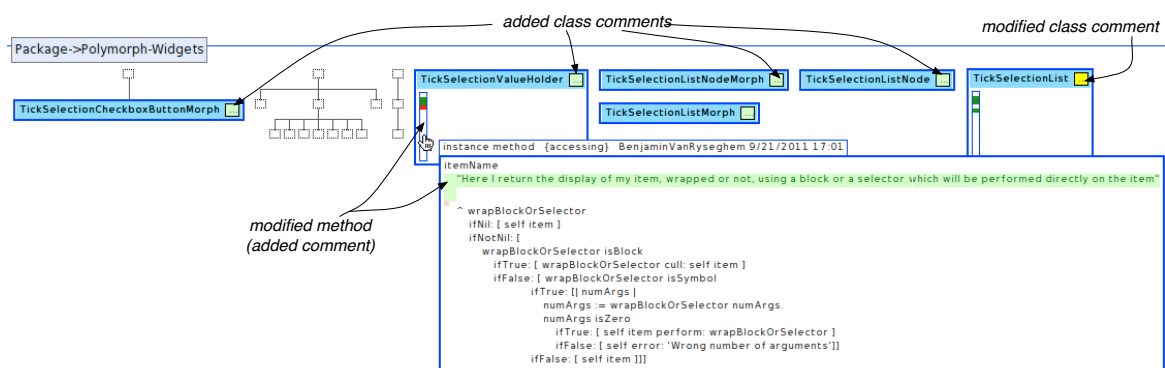 added class comments
modified class comment
Package->Polymorph-Widgets
TickSelectionCheckboxButtonMorph ...
TickSelectionValueHolder ...
TickSelectionListNodeMorph ...
TickSelectionListNode ...
TickSelectionList ...
TickSelectionListMorph ...
instance method {accessing} BenjaminVanRyseghem 9/21/2011 17:01
itemName
"Here I return the display of my item, wrapped or not, using a block or a selector which will be performed directly on the item"
modified method
(added comment)
^ wrapBlockOrSelector
ifNil: [ self item ]
ifNotNil: [
wrapBlockOrSelector isBlock
ifTrue: [ wrapBlockOrSelector cull: self item ]
ifFalse: [ wrapBlockOrSelector isSymbol
ifTrue: [| numArgs |
numArgs := wrapBlockOrSelector numArgs.
numArgs isZero
ifTrue: [ self item perform: wrapBlockOrSelector ]
ifFalse: [ self error: 'Wrong number of arguments']]
ifFalse: [ self item ]]]